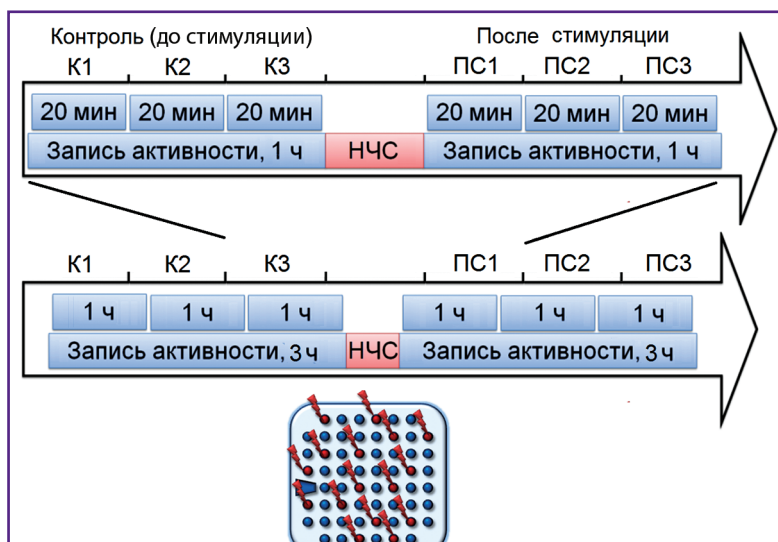 Контроль (до стимуляции) После стимуляции
К1 К2 К3 ПС1 ПС2 ПС3
20 мин 20 мин 20 мин 20 мин 20 мин 20 мин
Запись активности, 1 ч НЧС Запись активности, 1 ч
К1 К2 К3 ПС1 ПС2 ПС3
1 ч 1 ч 1 ч 1 ч 1 ч 1 ч
Запись активности, 3 ч НЧС Запись активности, 3 ч